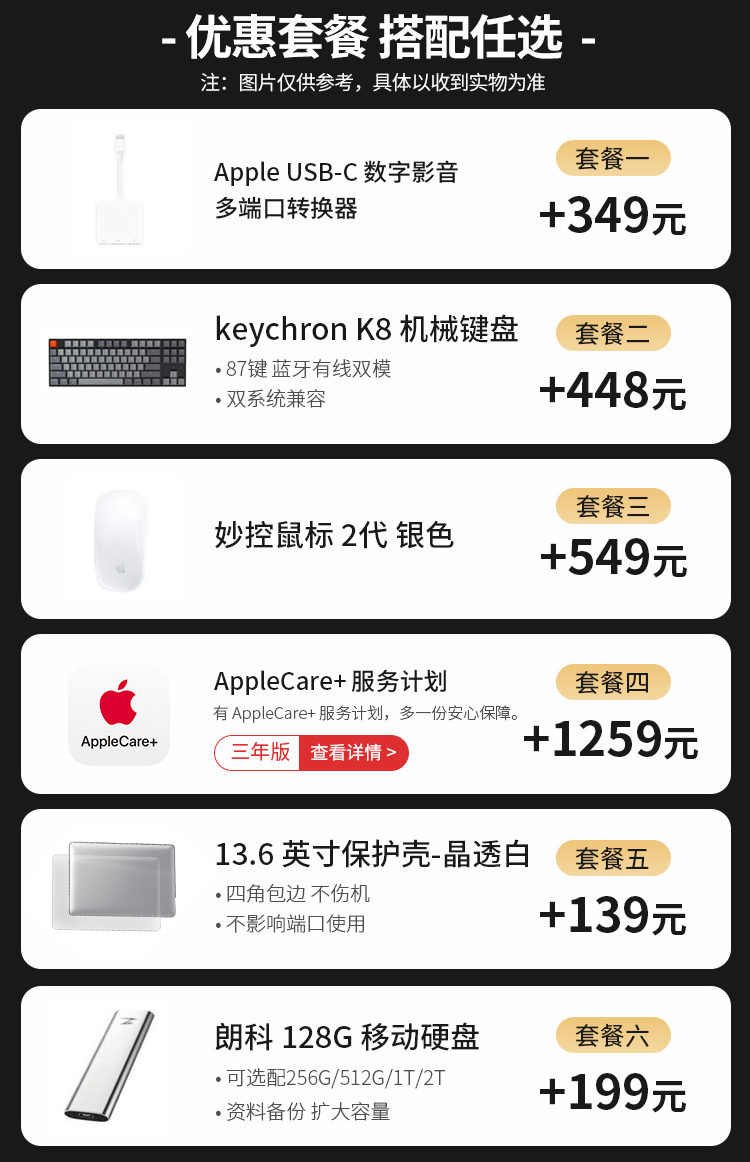 - 优惠套餐 搭配任选 -
注：图片仅供参考，具体以收到实物为准
Apple USB-C 数字影音
多端口转换器
套餐一
+349元
keychron K8 机械键盘
• 87键 蓝牙有线双模
• 双系统兼容
套餐二
+448元
妙控鼠标 2代 银色
套餐三
+549元
AppleCare+
AppleCare+ 服务计划
有 AppleCare+ 服务计划，多一份安心保障。
三年版 查看详情 >
套餐四
+1259元
13.6 英寸保护壳-晶透白
• 四角包边 不伤机
• 不影响端口使用
套餐五
+139元
朗科 128G 移动硬盘
• 可选配256G/512G/1T/2T
• 资料备份 扩大容量
套餐六
+199元